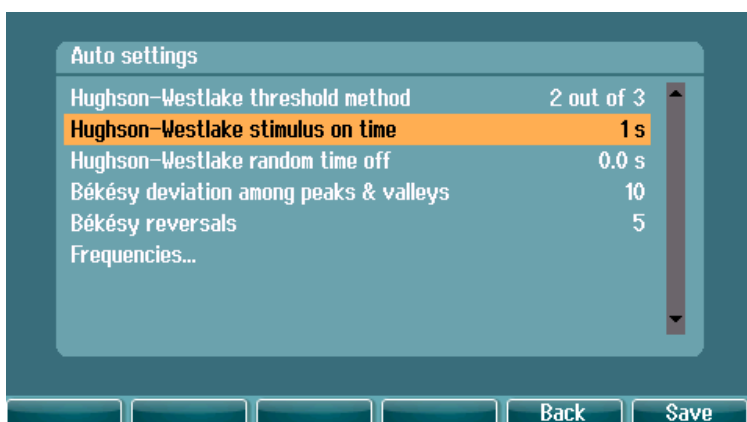 Auto settings
Hughson-Westlake threshold method 2 out of 3
Hughson-Westlake stimulus on time 1 s
Hughson-Westlake random time off 0.0 s
Békésy deviation among peaks & valleys 10
Békésy reversals 5
Frequencies...
Back Save